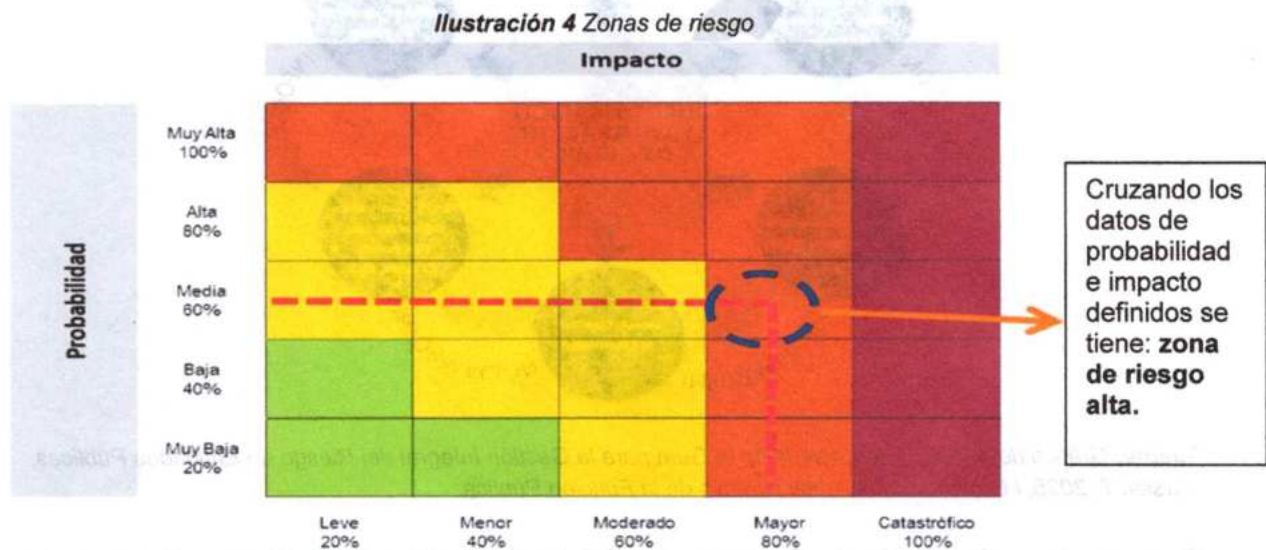 Ilustración 4 Zonas de riesgo
Impacto
Probabilidad
Muy Alta
100%
Alta
80%
Media
60%
Baja
40%
Muy Baja
20%
Leve
20%
Menor
40%
Moderado
60%
Mayor
80%
Catastrófico
100%
Cruzando los
datos de
probabilidad
e impacto
definidos se
tiene: zona
de riesgo
alta.